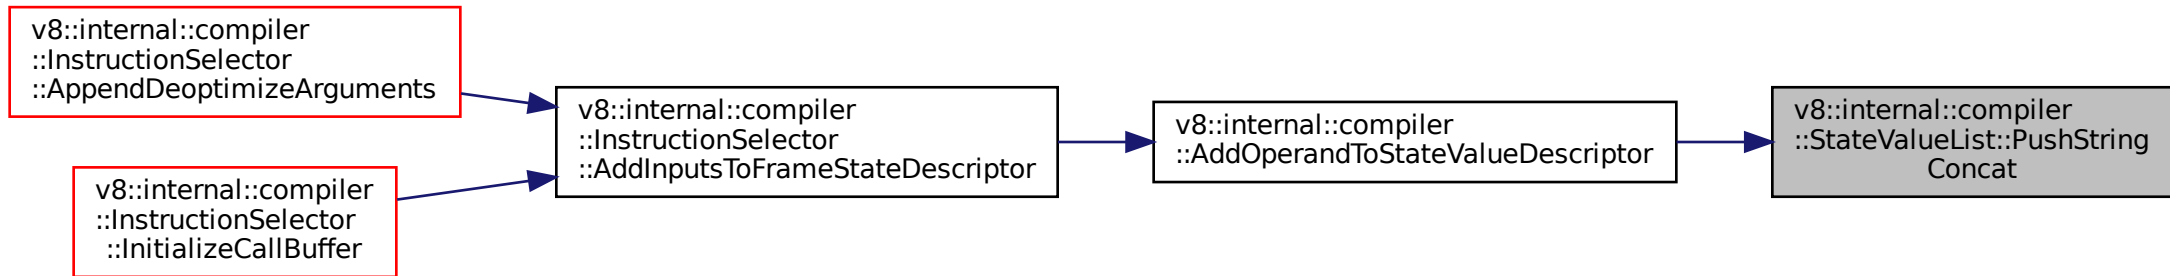 v8::internal::compiler
::InstructionSelector
::AppendDeoptimizeArguments
v8::internal::compiler
::InstructionSelector
::InitializeCallBuffer
v8::internal::compiler
::InstructionSelector
::AddInputsToFrameStateDescriptor
v8::internal::compiler
::AddOperandToStateValueDescriptor
v8::internal::compiler
::StateValueList::PushString
Concat